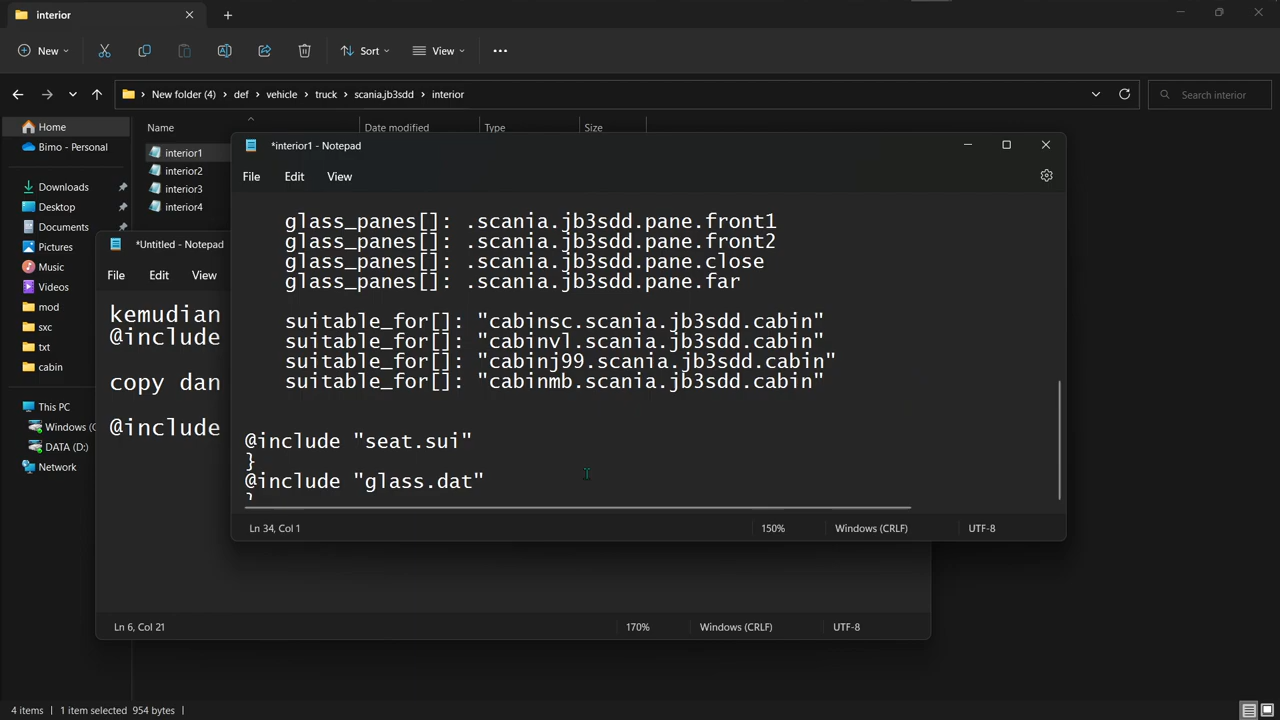 interior
New
Sort
View
New folder (4) > def > vehicle > truck > scania.jb3sdd > interior
Search interior
Home
Bimo - Personal
Downloads
Desktop
Documents
Pictures
Music
Videos
mod
sxc
txt
cabin
This PC
Windows (C
DATA (D:)
Network
Name
Date modified
Type
Size
interior1
interior2
interior3
interior4
*Untitled - Notepad
File
Edit
View
kemudian
@include
copy dan
@include
Ln 6, Col 21
170%
Windows (CRLF)
UTF-8
*interior1 - Notepad
File
Edit
View
glass_panes[]: .scania.jb3sdd.pane.front1
glass_panes[]: .scania.jb3sdd.pane.front2
glass_panes[]: .scania.jb3sdd.pane.close
glass_panes[]: .scania.jb3sdd.pane.far
suitable_for[]: "cabinsc.scania.jb3sdd.cabin"
suitable_for[]: "cabinvl.scania.jb3sdd.cabin"
suitable_for[]: "cabinj99.scania.jb3sdd.cabin"
suitable_for[]: "cabinmb.scania.jb3sdd.cabin"
@include "seat.sui"
}
@include "glass.dat"
}
Ln 34, Col 1
150%
Windows (CRLF)
UTF-8
4 items
1 item selected 954 bytes